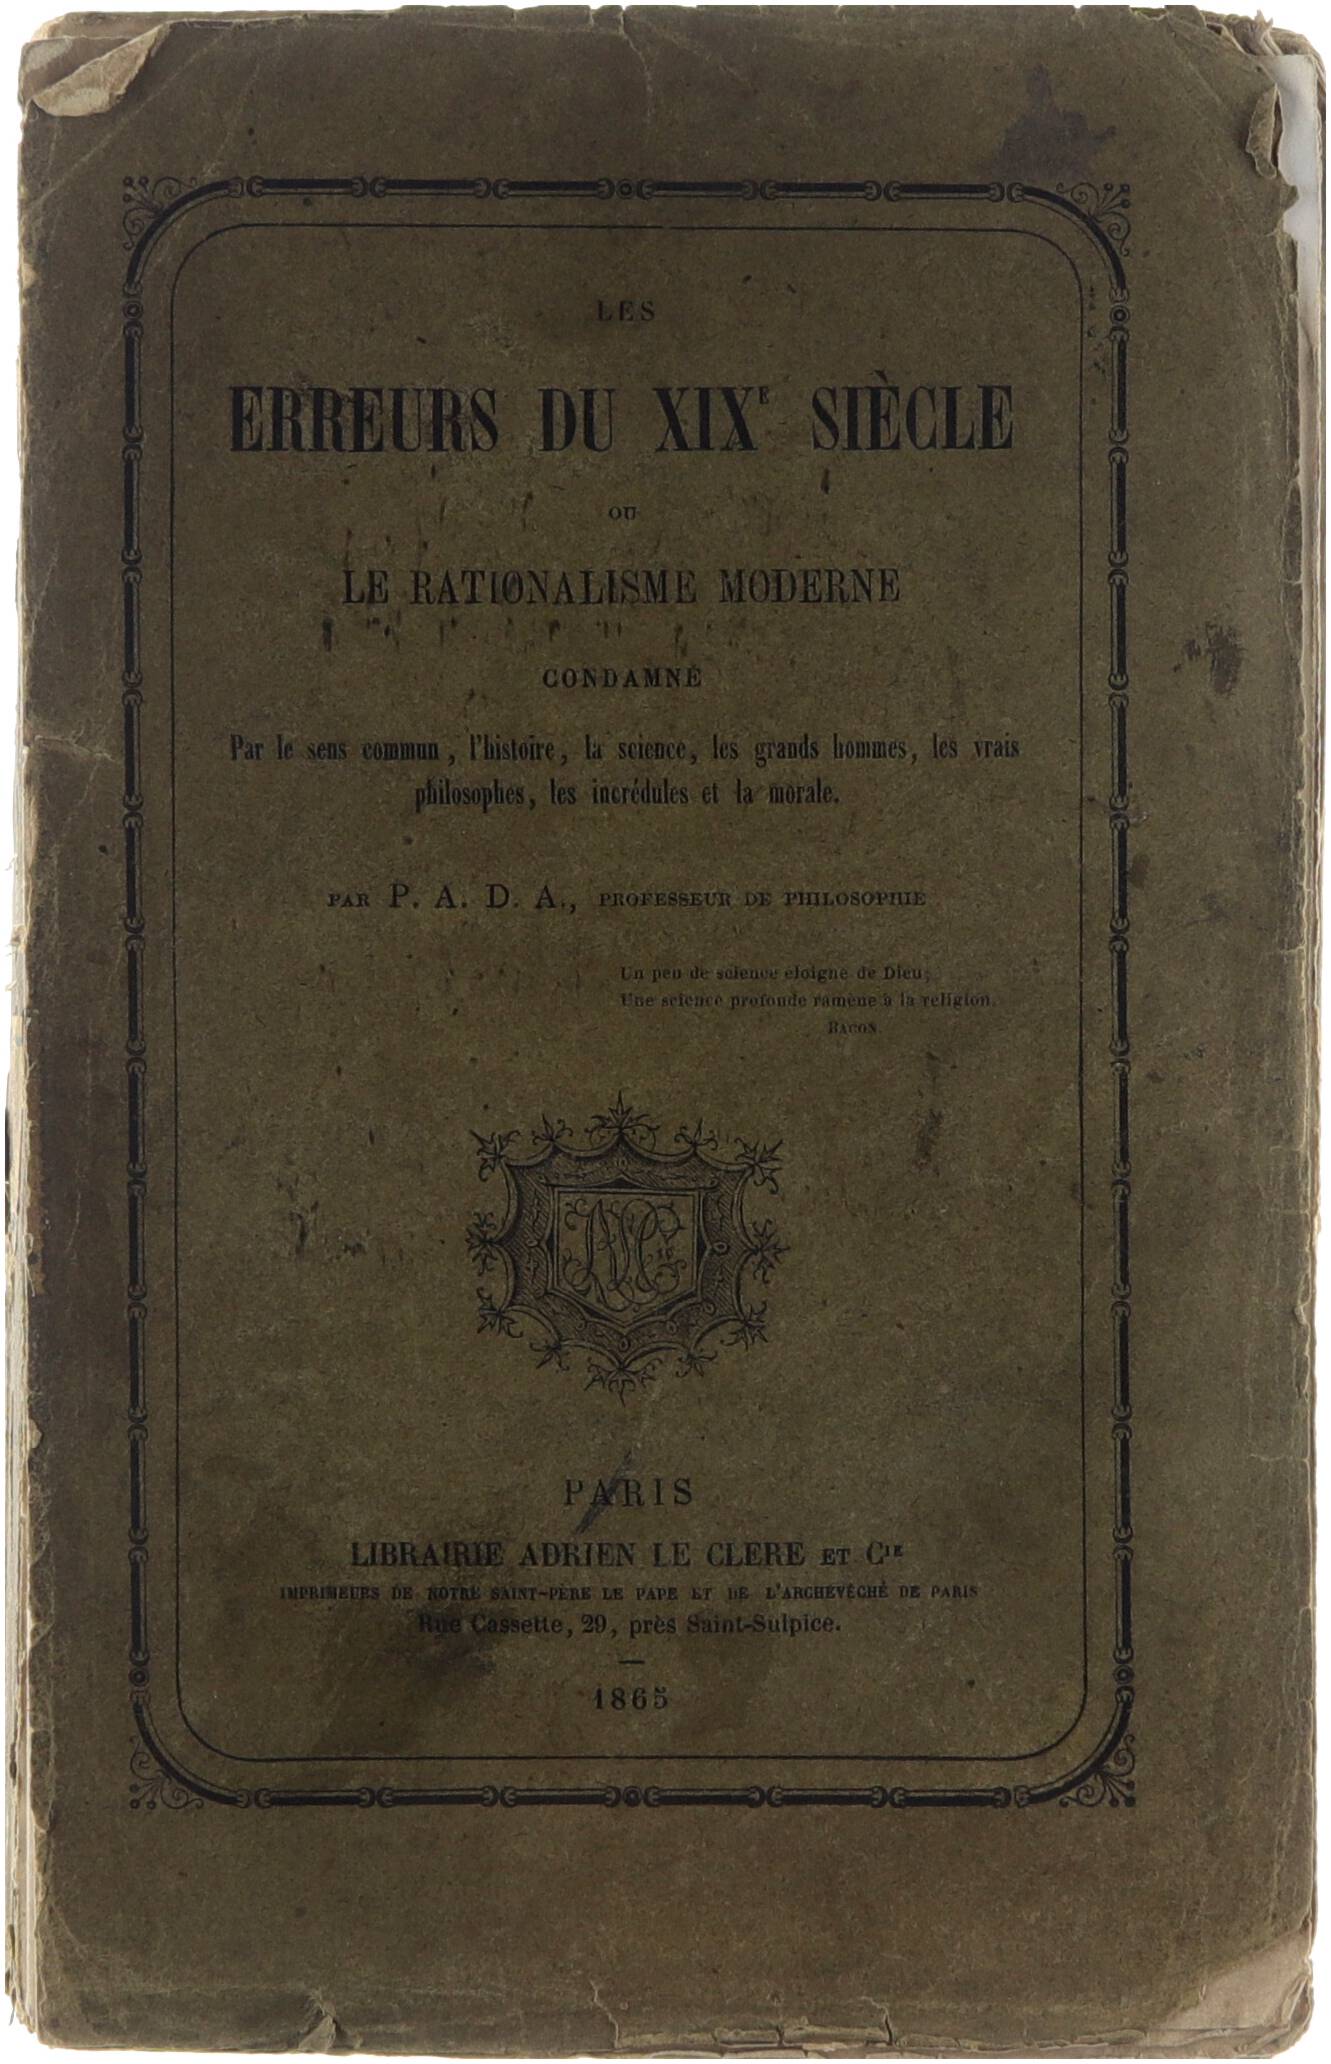 LES
ERREURS DU XIXE SIÈCLE
OU
LE RATIONALISME MODERNE
CONDAMNÉ
Par le sens commun, l'histoire, la science, les grands hommes, les vrais
philosophes, les incrédules et la morale.
PAR P. A. D. A., PROFESSEUR DE PHILOSOPHIE
Un peu de science éloigne de Dieu;
Une science profonde ramène à la religion.
BACON.
PARIS
LIBRAIRIE ADRIEN LE CLERE ET CIE
IMPRIMEURS DE NOTRE SAINT-PÈRE LE PAPE ET DE L'ARCHEVÊCHÉ DE PARIS
Rue Cassette, 29, près Saint-Sulpice.
1865